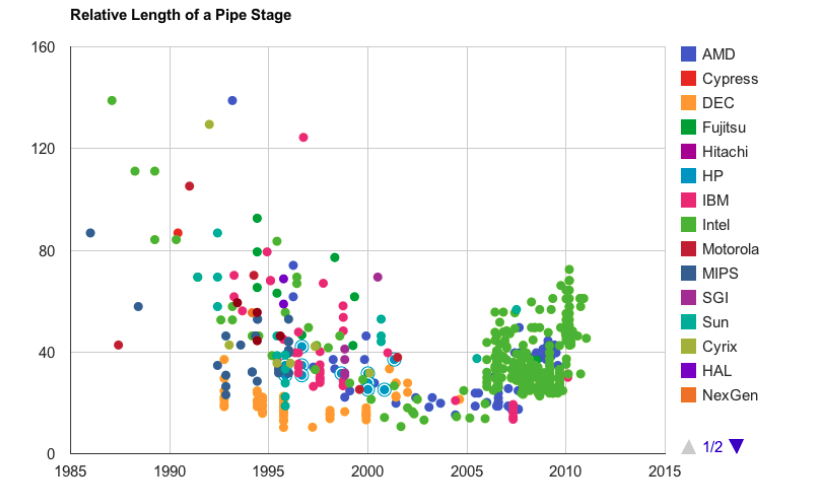 Relative Length of a Pipe Stage
160
120
80
40
0
1985 1990 1995 2000 2005 2010 2015
AMD
Cypress
DEC
Fujitsu
Hitachi
HP
IBM
Intel
Motorola
MIPS
SGI
Sun
Cyrix
HAL
NexGen
1/2